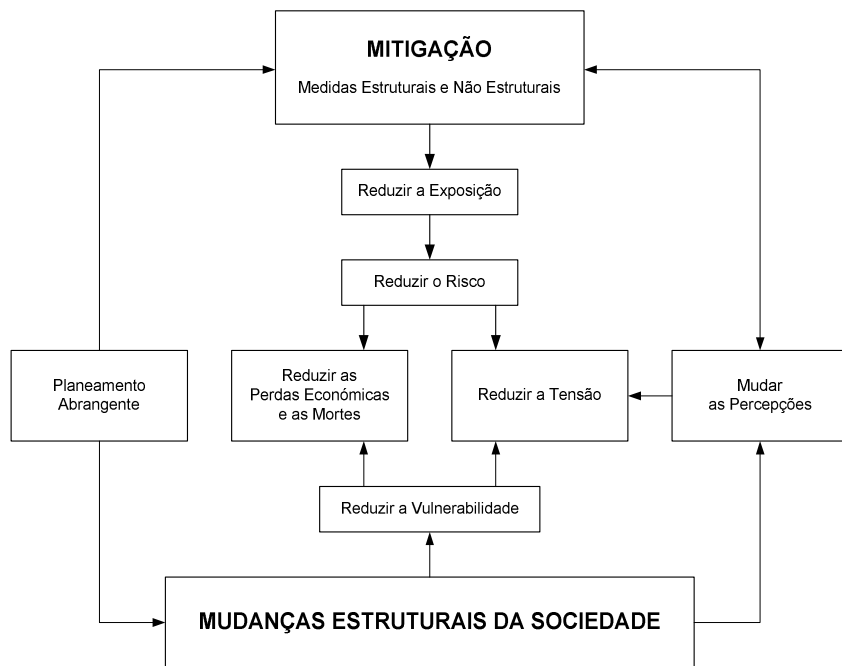 MITIGAÇÃO
Medidas Estruturais e Não Estruturais
Reduzir a Exposição
Reduzir o Risco
Planeamento
Abrangente
Reduzir as
Perdas Económicas
e as Mortes
Reduzir a Tensão
Mudar
as Percepções
Reduzir a Vulnerabilidade
MUDANÇAS ESTRUTURAIS DA SOCIEDADE